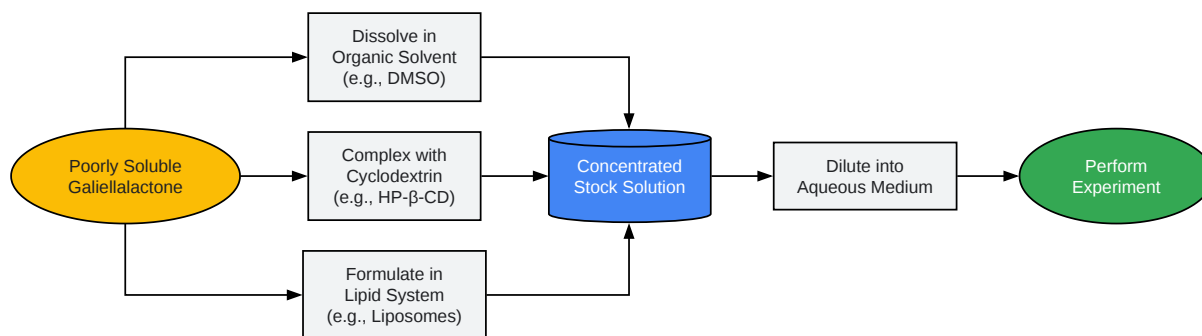 Poorly Soluble
Galiellalactone
Dissolve in
Organic Solvent
(e.g., DMSO)
Complex with
Cyclodextrin
(e.g., HP-β-CD)
Formulate in
Lipid System
(e.g., Liposomes)
Concentrated
Stock Solution
Dilute into
Aqueous Medium
Perform
Experiment